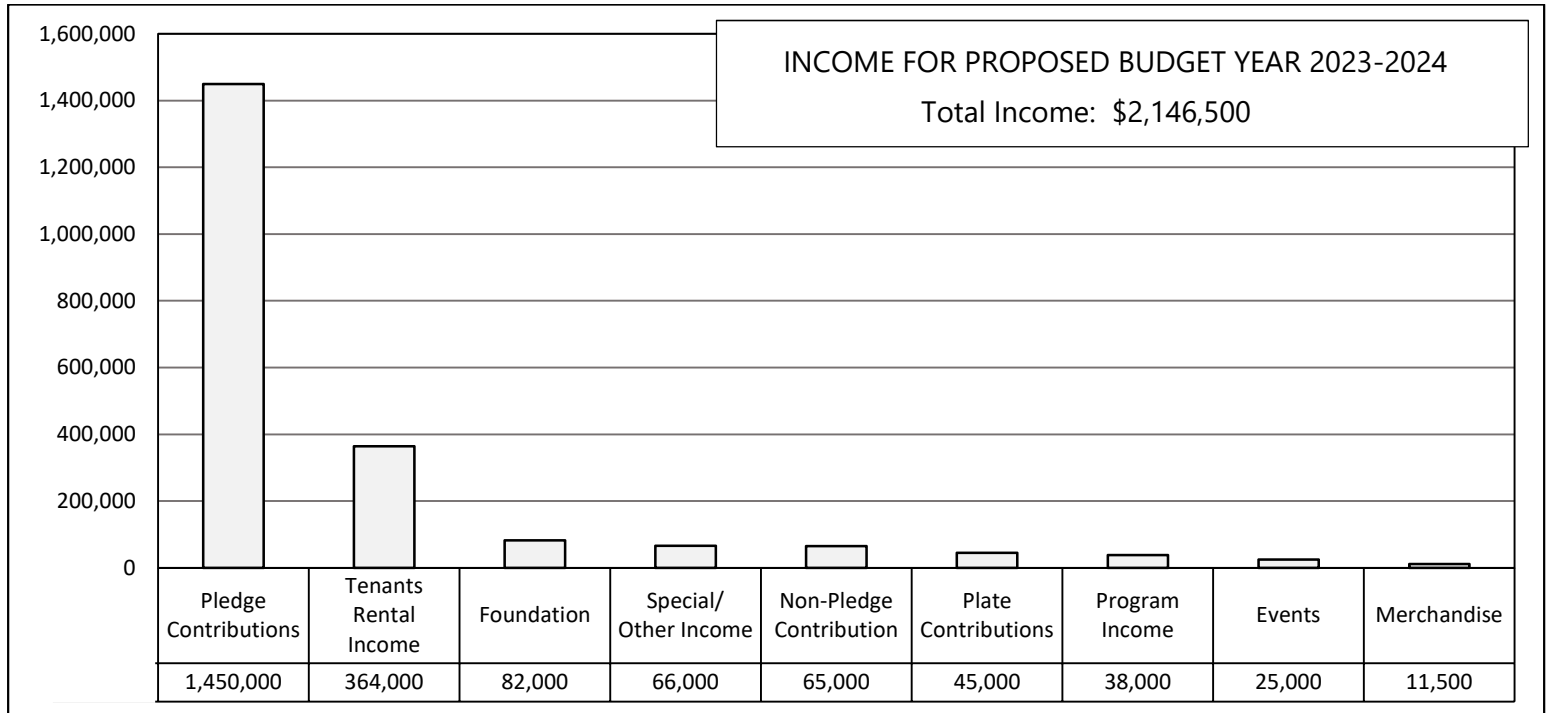 INCOME FOR PROPOSED BUDGET YEAR 2023-2024
Total Income: $2,146,500
1,600,000
1,400,000
1,200,000
1,000,000
800,000
600,000
400,000
200,000
0
Pledge
Contributions
Tenants
Rental
Income
Foundation
Special/
Other Income
Non-Pledge
Contribution
Plate
Contributions
Program
Income
Events
Merchandise
1,450,000 364,000 82,000 66,000 65,000 45,000 38,000 25,000 11,500